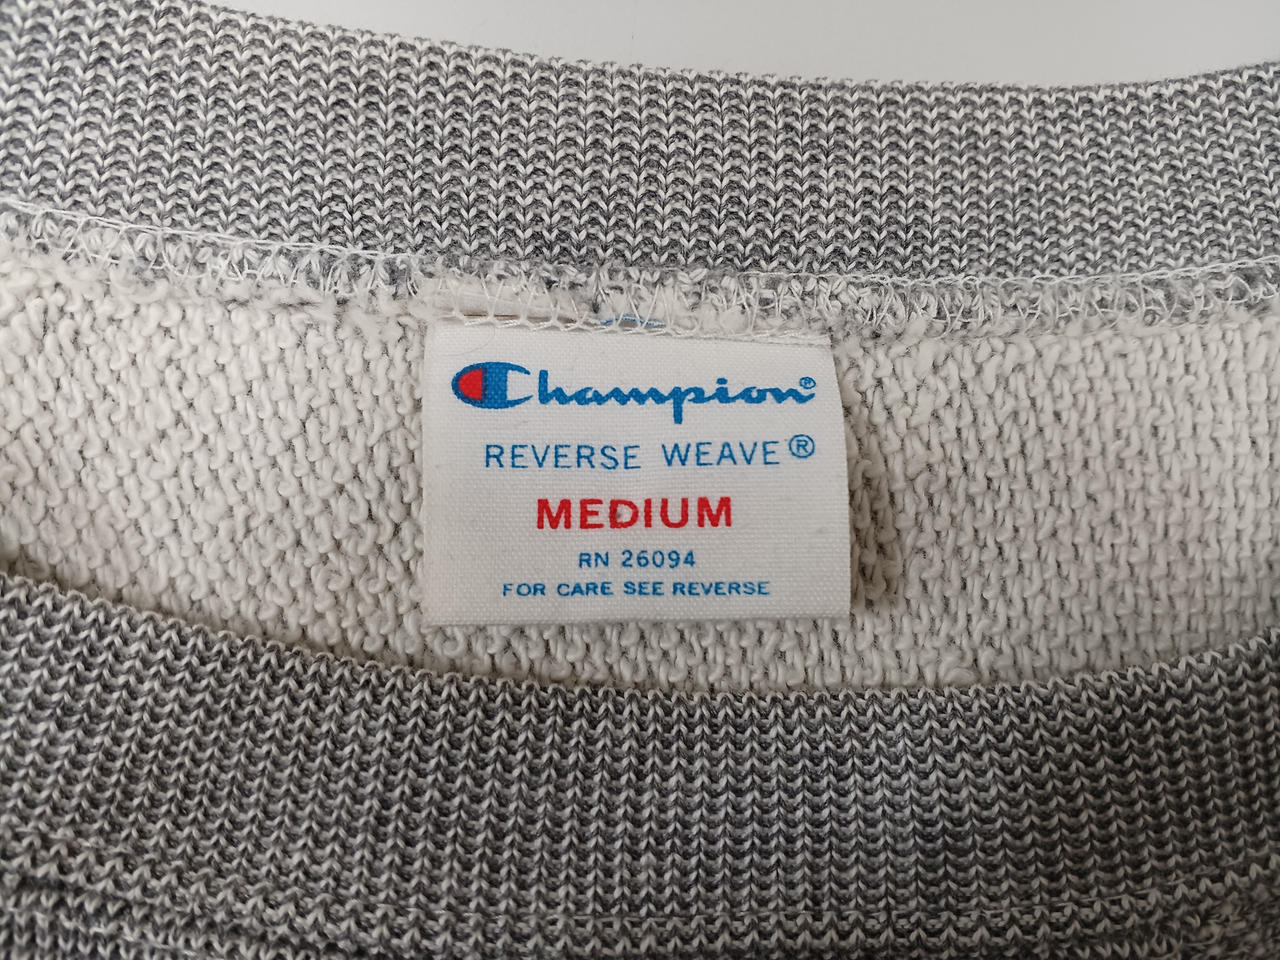 Champion®
REVERSE WEAVE®
MEDIUM
RN 26094
FOR CARE SEE REVERSE